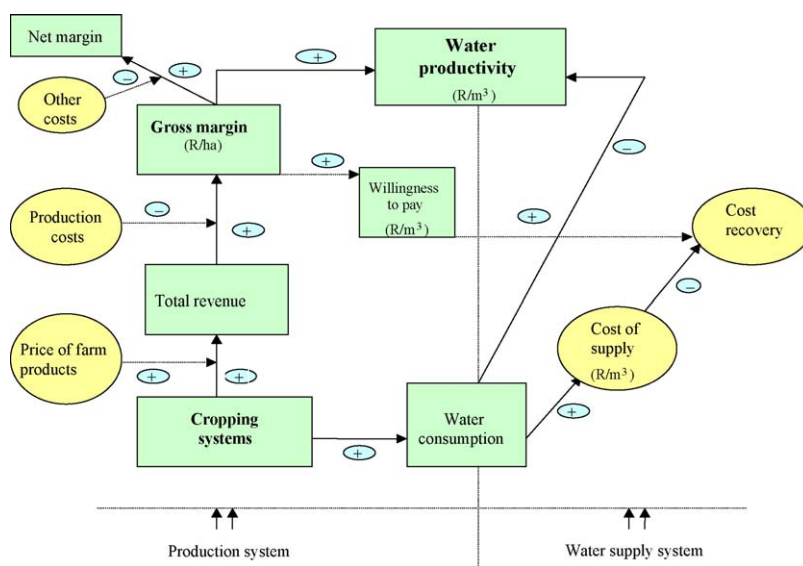 Net margin
+
−
Other
costs
Gross margin
(R/ha)
+
Water
productivity
(R/m³)
−
+
Willingness
to pay
(R/m³)
+
Cost
recovery
Production
costs
−
+
Total revenue
Price of farm
products
+
+
Cost of
supply
(R/m³)
−
Cropping
systems
+
Water
consumption
+
Production system
Water supply system